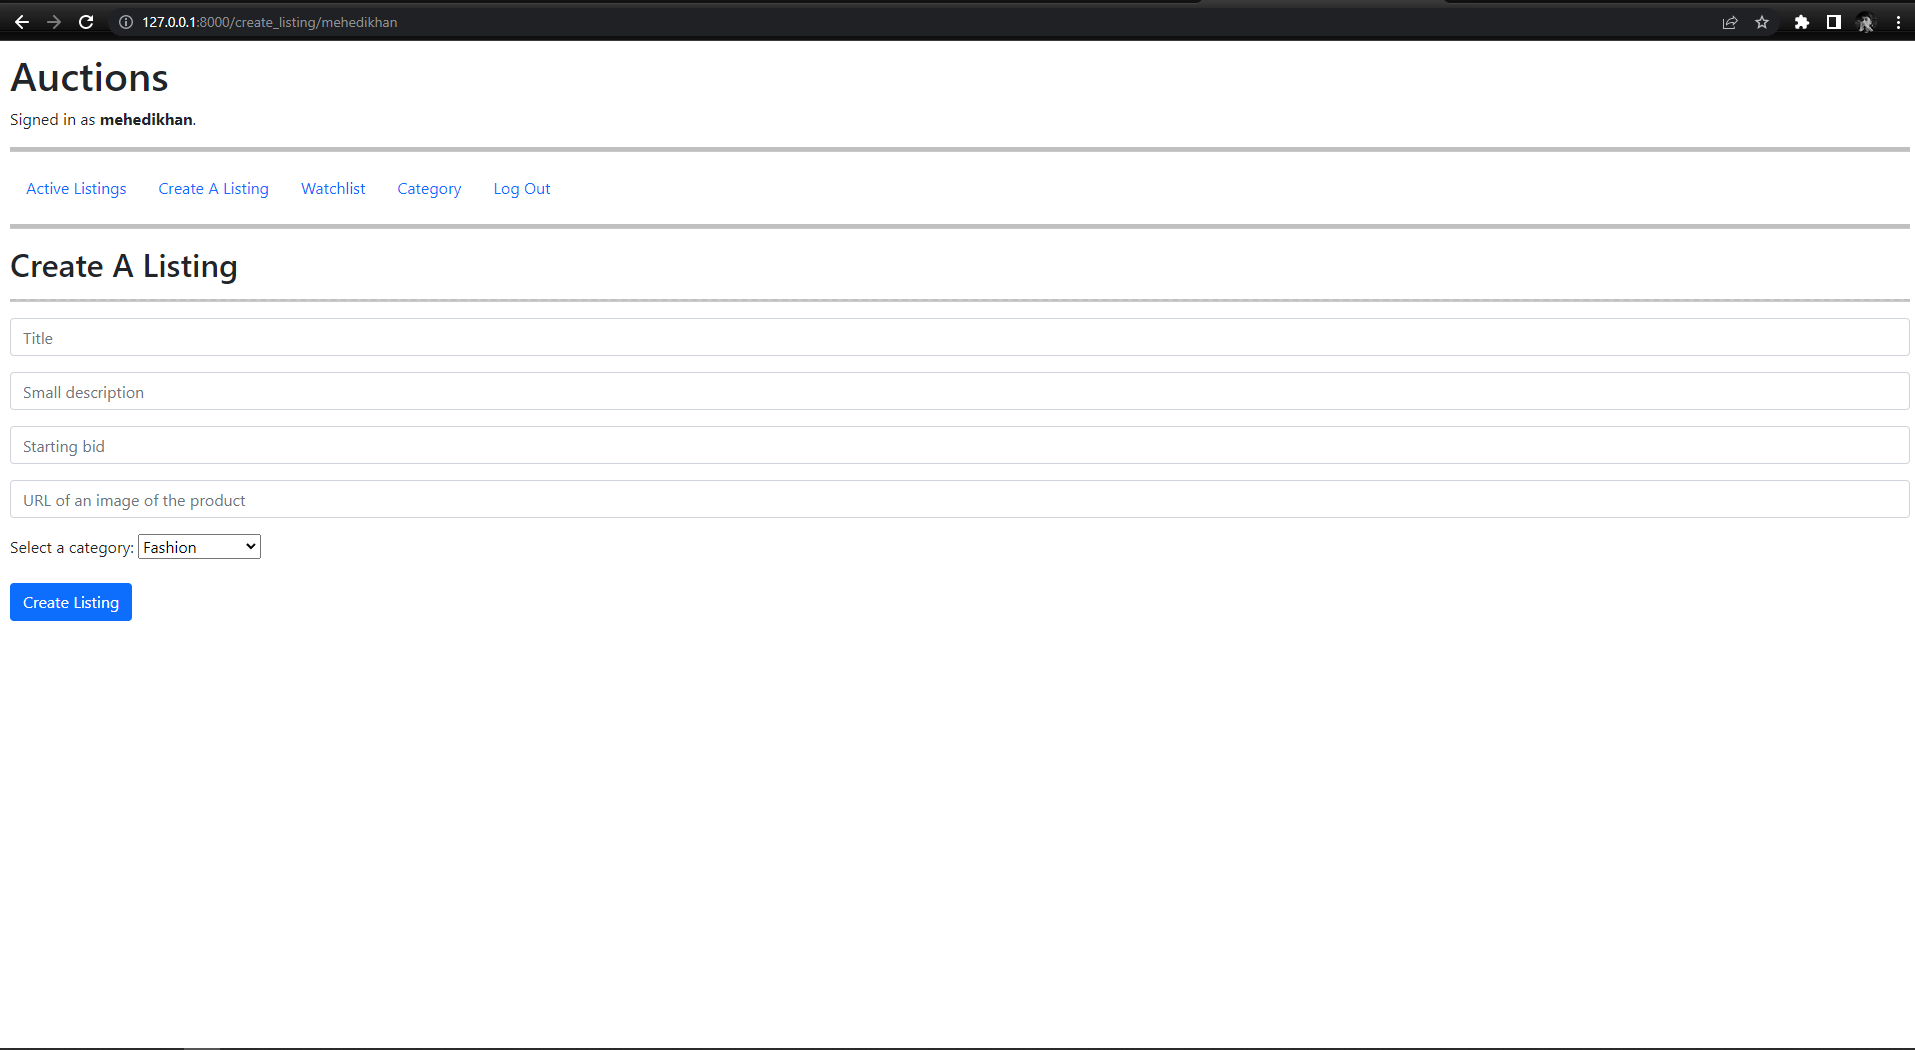 127.0.0.1:8000/create_listing/mehedikhan
Auctions
Signed in as mehedikhan.
Active Listings Create A Listing Watchlist Category Log Out
Create A Listing
Title
Small description
Starting bid
URL of an image of the product
Select a category: Fashion
Create Listing